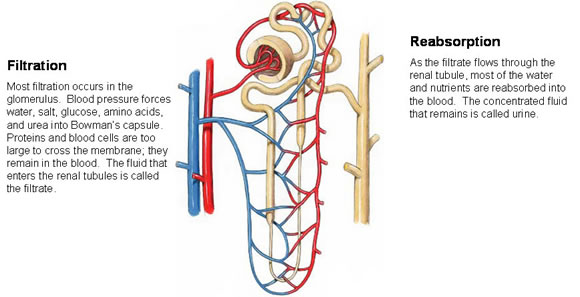 Filtration
Most filtration occurs in the
glomerulus. Blood pressure forces
water, salt, glucose, amino acids,
and urea into Bowman's capsule.
Proteins and blood cells are too
large to cross the membrane; they
remain in the blood. The fluid that
enters the renal tubules is called
the filtrate.
Reabsorption
As the filtrate flows through the
renal tubule, most of the water
and nutrients are reabsorbed into
the blood. The concentrated fluid
that remains is called urine.